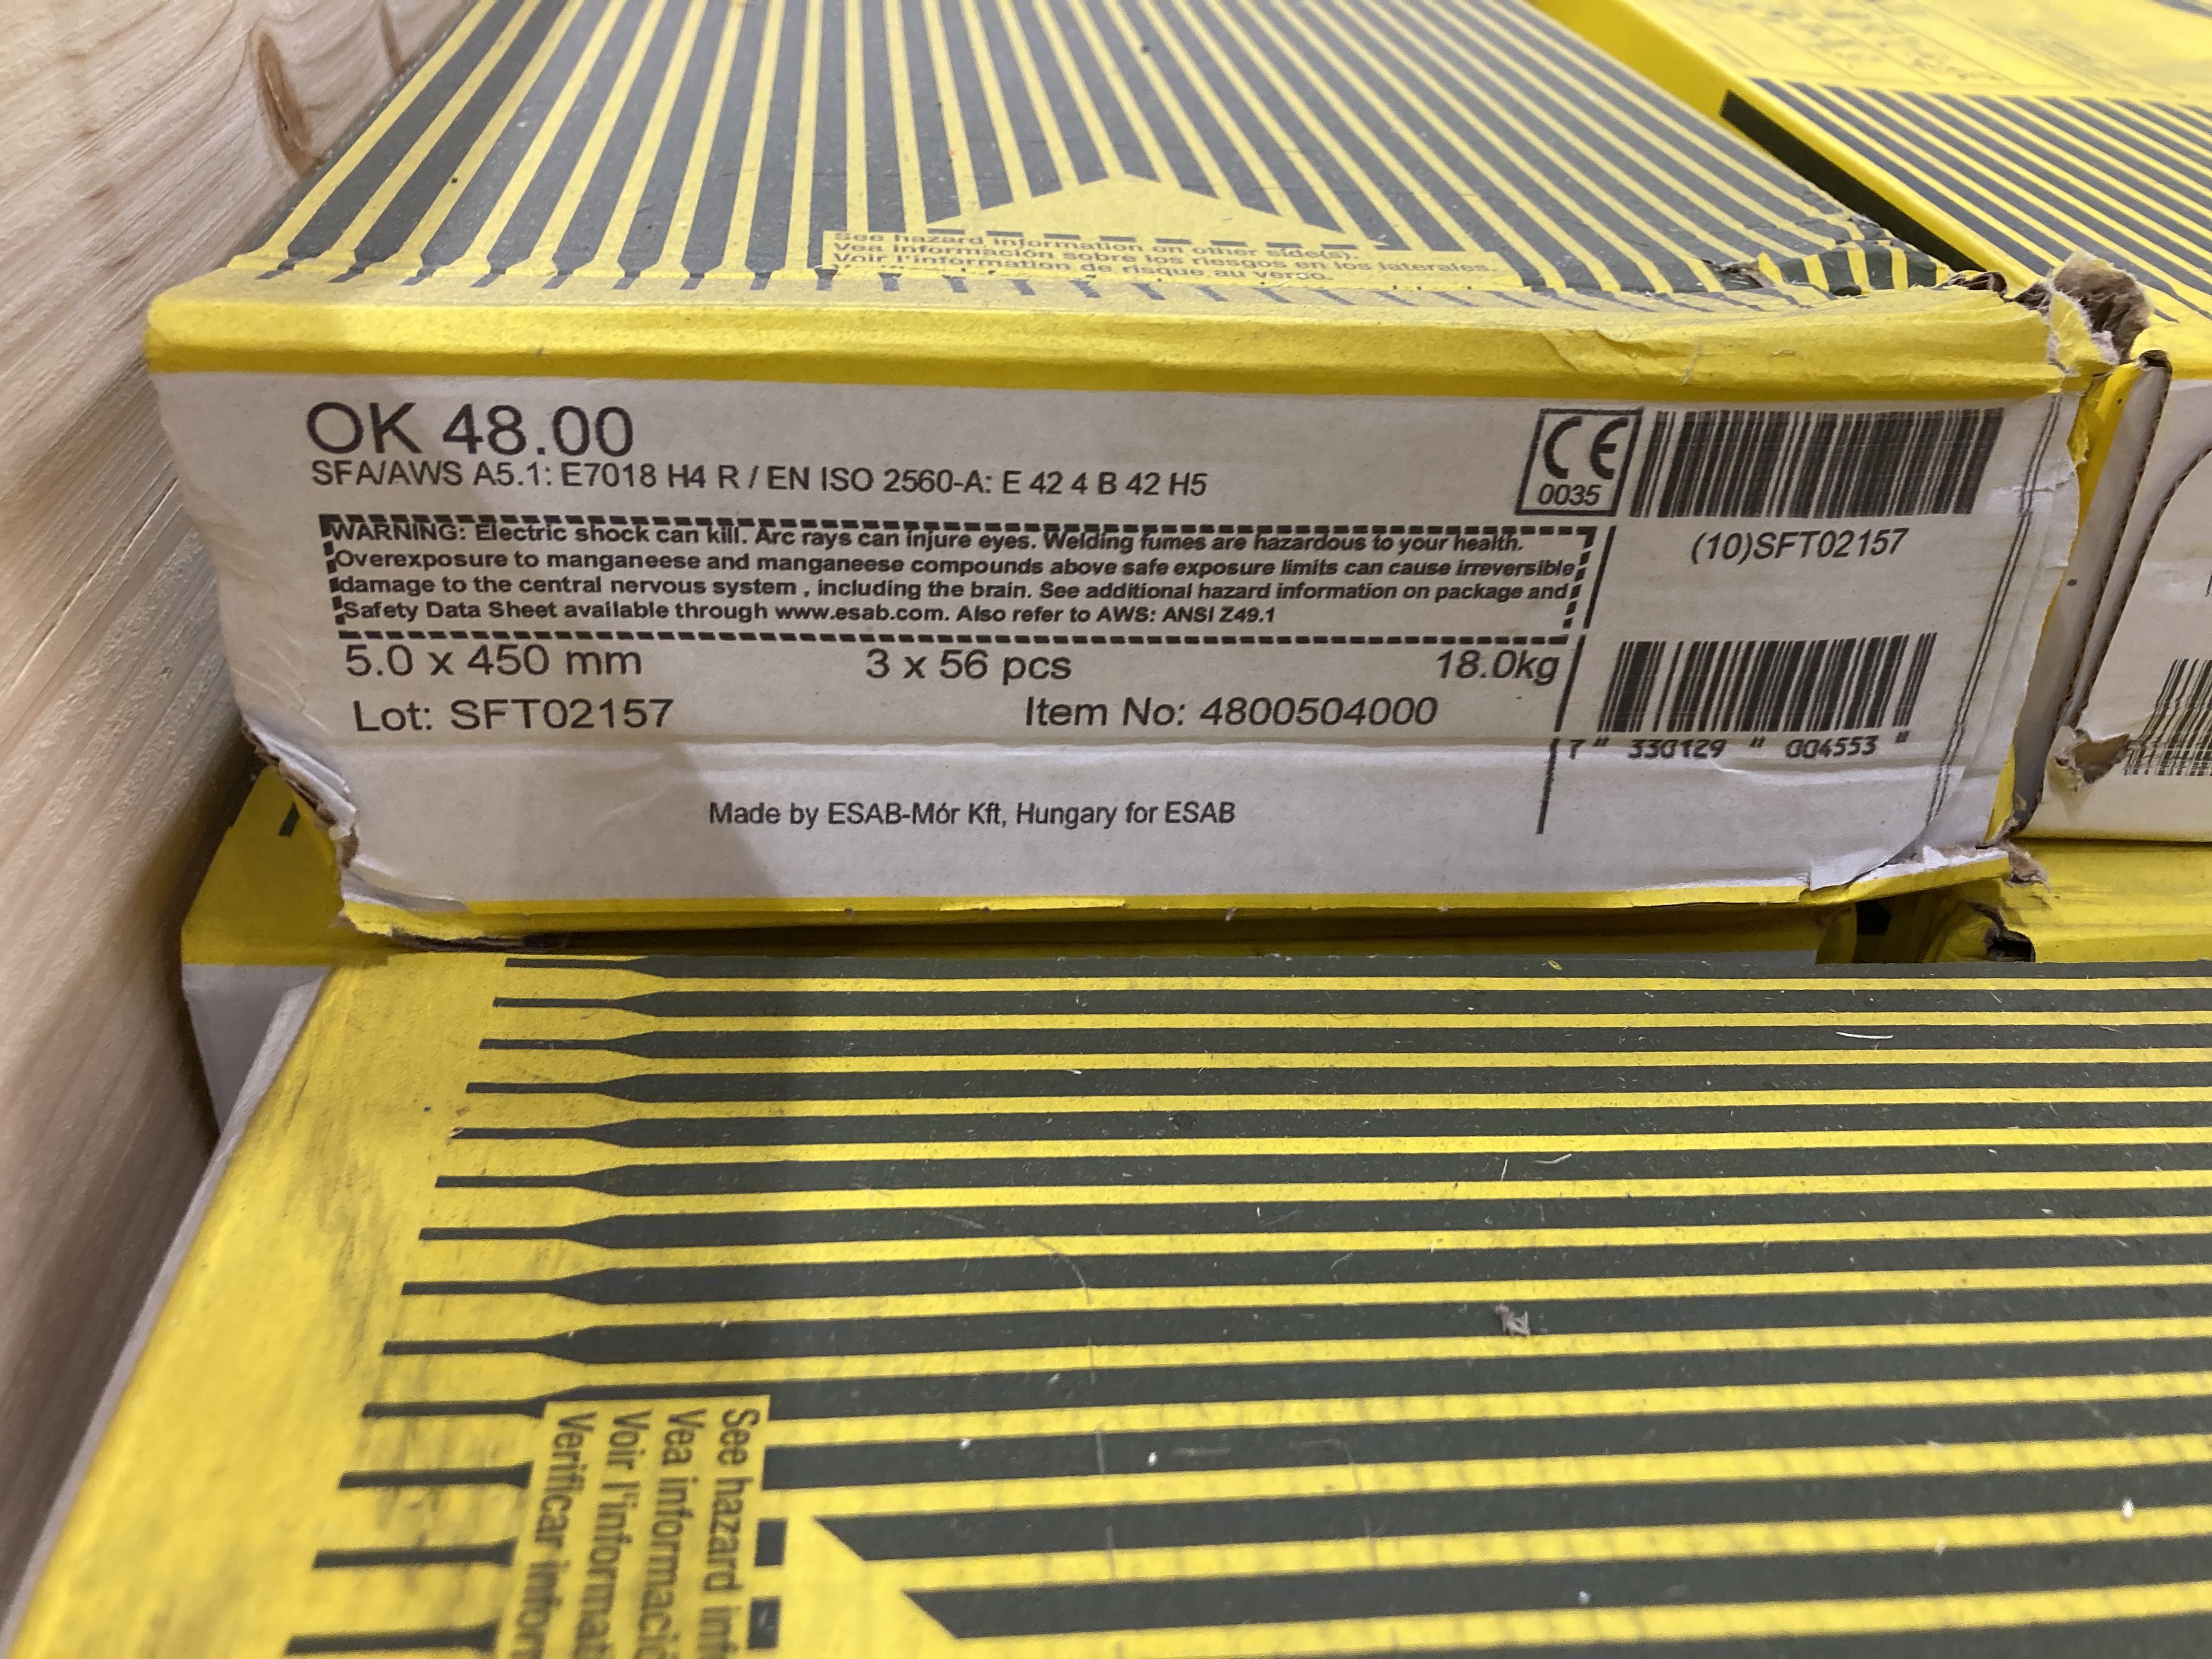 See hazard information on other side(s).
Vea información sobre los riesgos en los laterales.
Voir l'information de risque au verso.
OK 48.00
SFA/AWS A5.1: E7018 H4 R / EN ISO 2560-A: E 42 4 B 42 H5
CE
0035
(10)SFT02157
WARNING: Electric shock can kill. Arc rays can injure eyes. Welding fumes are hazardous to your health.
Overexposure to manganeese and manganeese compounds above safe exposure limits can cause irreversible
damage to the central nervous system , including the brain. See additional hazard information on package and
Safety Data Sheet available through www.esab.com. Also refer to AWS: ANSI Z49.1
5.0 x 450 mm 3 x 56 pcs 18.0kg
Lot: SFT02157 Item No: 4800504000
7 " 330129 " 004553 "
Made by ESAB-Mór Kft, Hungary for ESAB
See hazard inf
Vea informació
Voir l'informat
Verificar inform